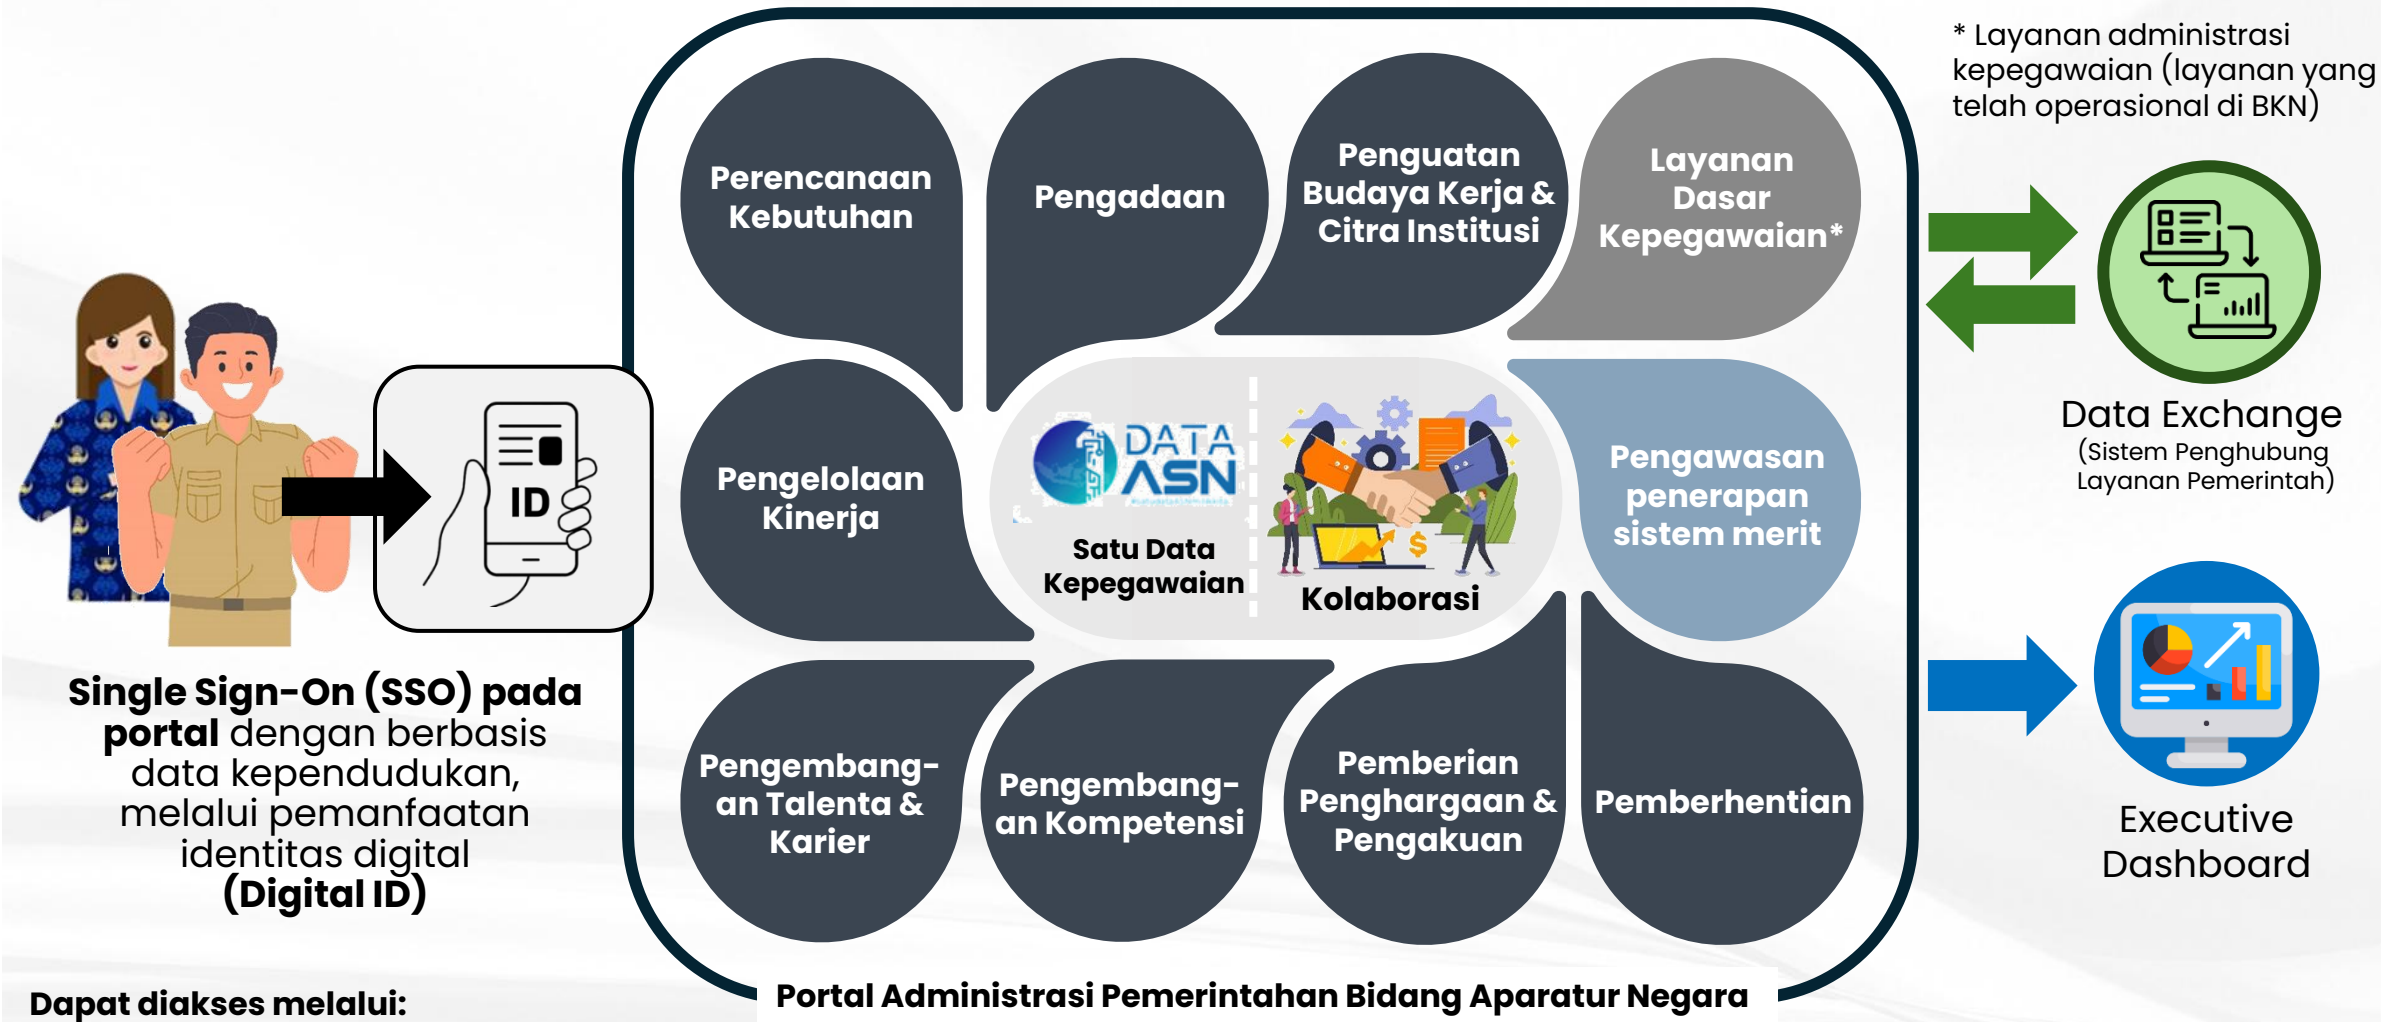 * Layanan administrasi
kepegawaian (layanan yang
telah operasional di BKN)
Perencanaan
Kebutuhan
Pengadaan
Penguatan
Budaya Kerja &
Citra Institusi
Layanan
Dasar
Kepegawaian*
Pengelolaan
Kinerja
DATA
ASN
Satu Data
Kepegawaian
Kolaborasi
Pengawasan
penerapan
sistem merit
Pengembang-
an Talenta &
Karier
Pengembang-
an Kompetensi
Pemberian
Penghargaan &
Pengakuan
Pemberhentian
Portal Administrasi Pemerintahan Bidang Aparatur Negara
ID
Single Sign-On (SSO) pada
portal dengan berbasis
data kependudukan,
melalui pemanfaatan
identitas digital
(Digital ID)
Dapat diakses melalui:
Data Exchange
(Sistem Penghubung
Layanan Pemerintah)
Executive
Dashboard